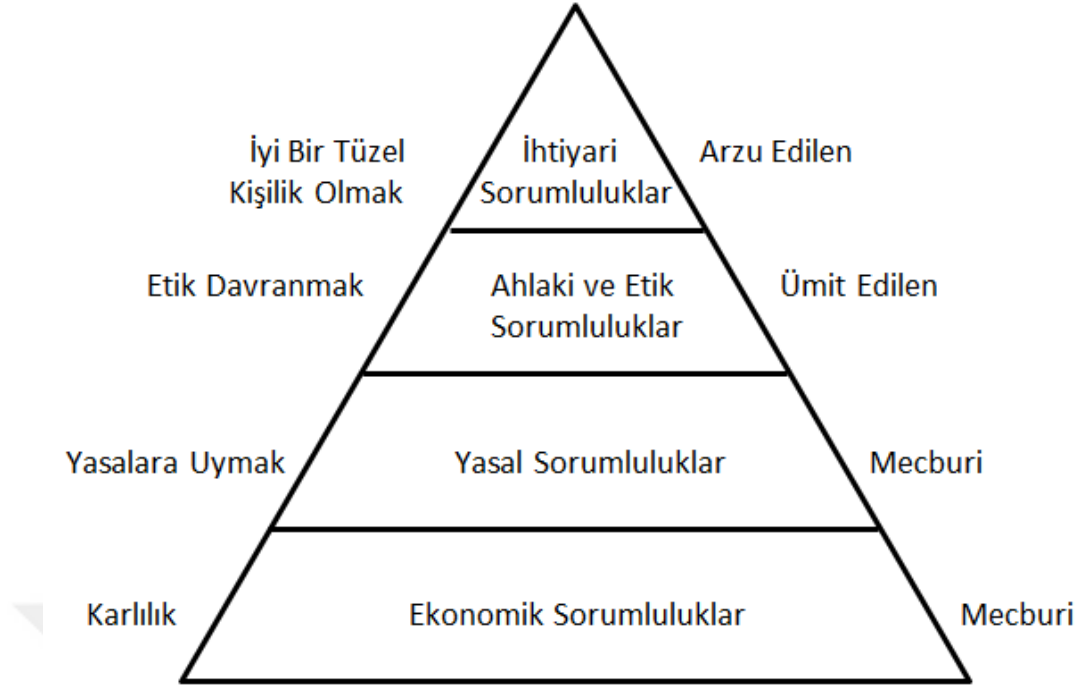 İyi Bir Tüzel
Kişilik Olmak
İhtiyari
Sorumluluklar
Arzu Edilen
Etik Davranmak
Ahlaki ve Etik
Sorumluluklar
Ümit Edilen
Yasalara Uymak
Yasal Sorumluluklar
Mecburi
Karlılık
Ekonomik Sorumluluklar
Mecburi